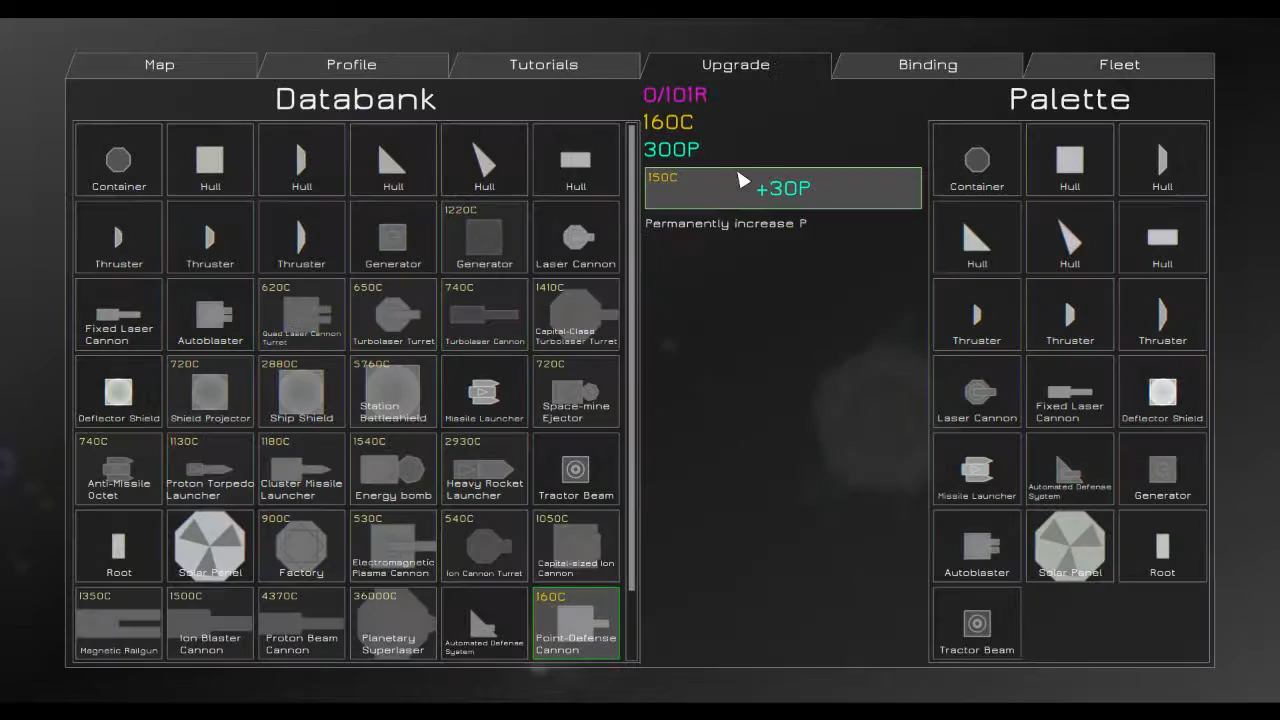 Map
Profile
Tutorials
Upgrade
Binding
Fleet
Databank
Container
Hull
Hull
Hull
Hull
Hull
Thruster
Thruster
Thruster
Generator
1220C
Generator
Laser Cannon
Fixed Laser
Cannon
Autoblaster
620C
Quad Laser Cannon
Turret
650C
Turbolaser Turret
740C
Turbolaser Cannon
1410C
Capital-Class
Turbolaser Turret
Deflector Shield
720C
Shield Projector
2880C
Ship Shield
5760C
Station
Battleshield
Missile Launcher
720C
Space-mine
Ejector
740C
Anti-Missile
Octet
1130C
Proton Torpedo
Launcher
1180C
Cluster Missile
Launcher
1540C
Energy bomb
2930C
Heavy Rocket
Launcher
Tractor Beam
Root
Solar Panel
900C
Factory
530C
Electromagnetic
Plasma Cannon
540C
Ion Cannon Turret
1050C
Capital-sized Ion
Cannon
1350C
Magnetic Railgun
1500C
Ion Blaster
Cannon
4370C
Proton Beam
Cannon
36000C
Planetary
Superlaser
Automated Defense
System
160C
Point-Defense
Cannon
0/101R
160C
300P
150C
+30P
Permanently increase P
Palette
Container
Hull
Hull
Hull
Hull
Hull
Thruster
Thruster
Thruster
Laser Cannon
Fixed Laser
Cannon
Deflector Shield
Missile Launcher
Automated Defense
System
Generator
Autoblaster
Solar Panel
Root
Tractor Beam